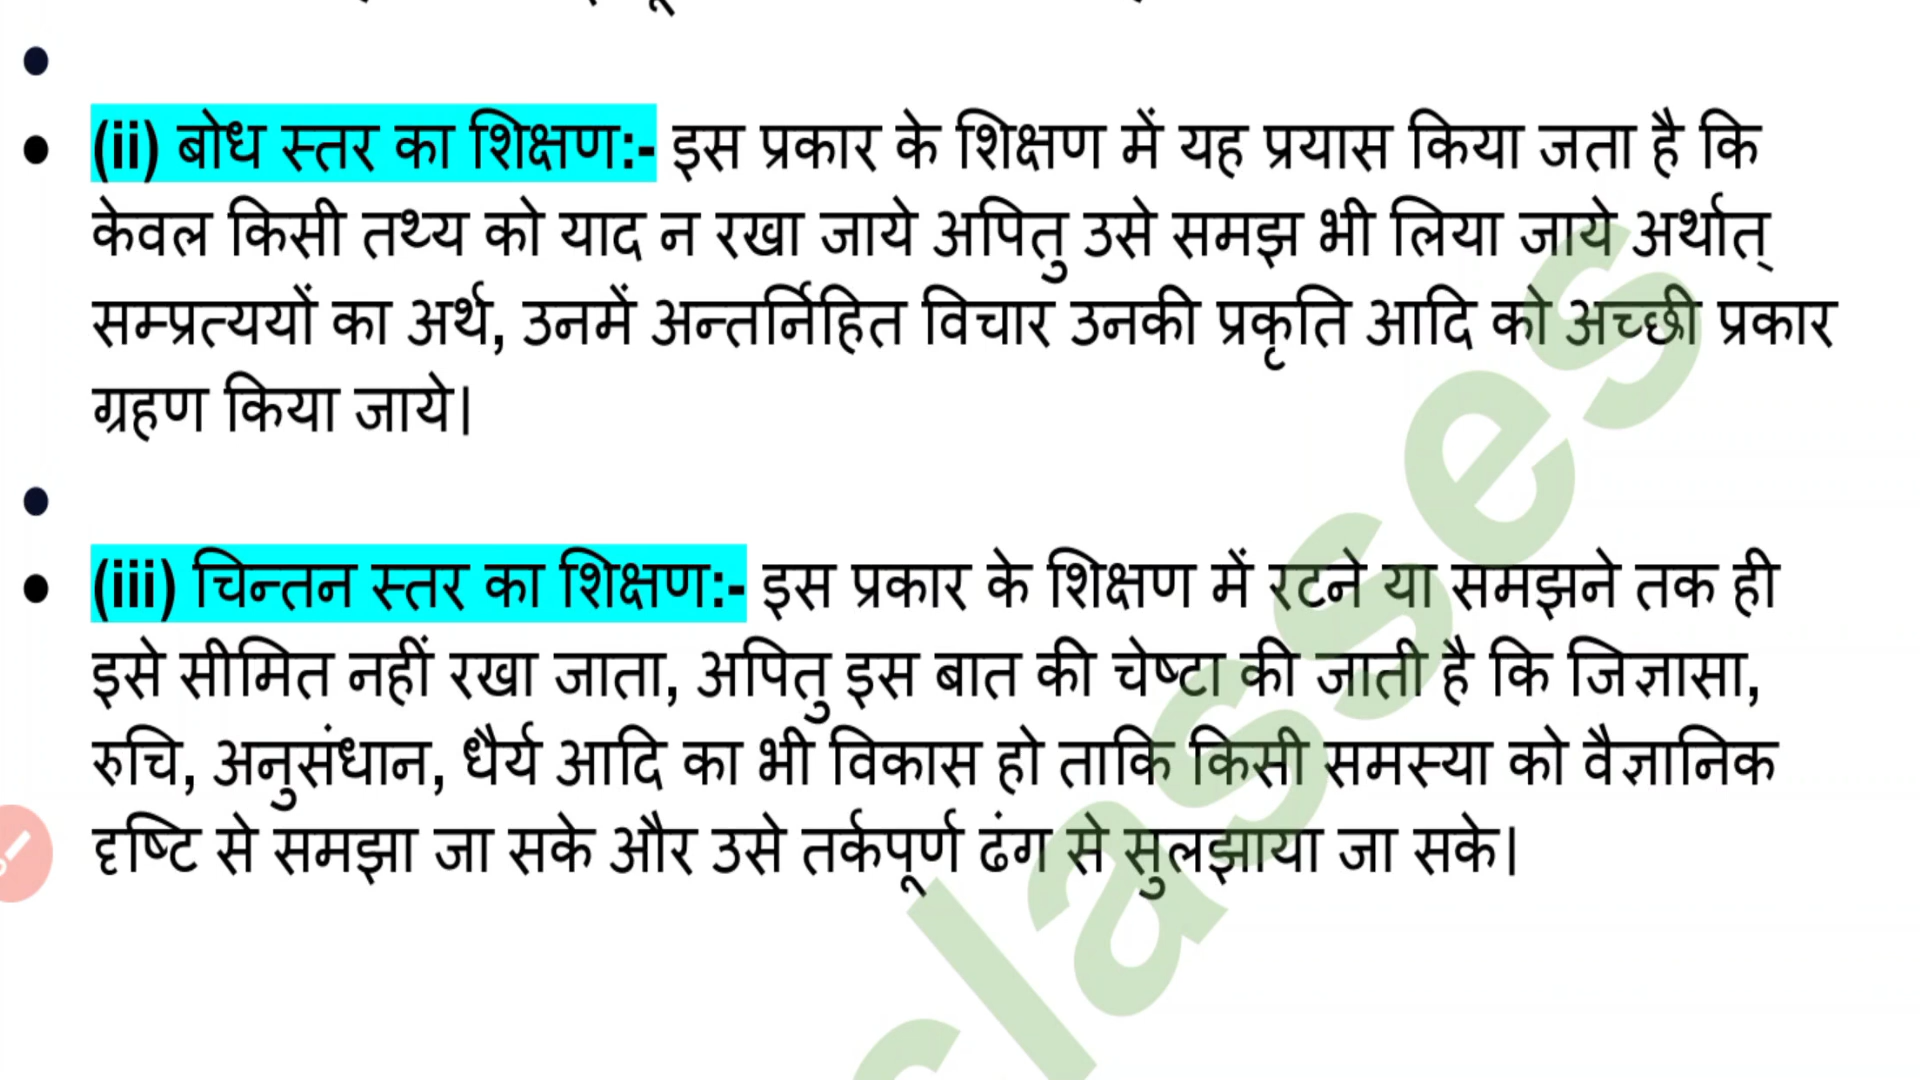 (ii) बोध स्तर का शिक्षण:- इस प्रकार के शिक्षण में यह प्रयास किया जता है कि
केवल किसी तथ्य को याद न रखा जाये अपितु उसे समझ भी लिया जाये अर्थात्
सम्प्रत्ययों का अर्थ, उनमें अन्तर्निहित विचार उनकी प्रकृति आदि को अच्छी प्रकार
ग्रहण किया जाये।
(iii) चिन्तन स्तर का शिक्षण:- इस प्रकार के शिक्षण में रटने या समझने तक ही
इसे सीमित नहीं रखा जाता, अपितु इस बात की चेष्टा की जाती है कि जिज्ञासा,
रुचि, अनुसंधान, धैर्य आदि का भी विकास हो ताकि किसी समस्या को वैज्ञानिक
दृष्टि से समझा जा सके और उसे तर्कपूर्ण ढंग से सुलझाया जा सके।
classes